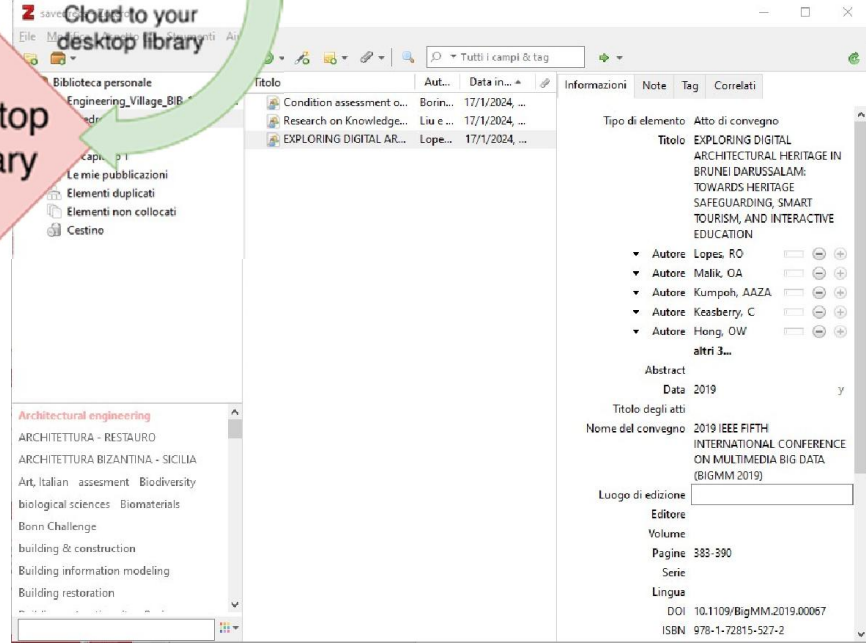 Cloud to your
desktop library
File
Tutti i campi & tag
Biblioteca personale
Engineering_Village_BIB
Le mie pubblicazioni
Elementi duplicati
Elementi non collocati
Cestino
Titolo Aut... Data in...
Condition assessment o... Borin... 17/1/2024, ...
Research on Knowledge... Liu e ... 17/1/2024, ...
EXPLORING DIGITAL AR... Lope... 17/1/2024, ...
Informazioni Note Tag Correlati
Tipo di elemento Atto di convegno
Titolo EXPLORING DIGITAL
ARCHITECTURAL HERITAGE IN
BRUNEI DARUSSALAM:
TOWARDS HERITAGE
SAFEGUARDING, SMART
TOURISM, AND INTERACTIVE
EDUCATION
Autore Lopes, RO
Autore Malik, OA
Autore Kumpoh, AAZA
Autore Keasberry, C
Autore Hong, OW
altri 3...
Abstract
Data 2019 y
Titolo degli atti
Nome del convegno 2019 IEEE FIFTH
INTERNATIONAL CONFERENCE
ON MULTIMEDIA BIG DATA
(BIGMM 2019)
Luogo di edizione
Editore
Volume
Pagine 383-390
Serie
Lingua
DOI 10.1109/BigMM.2019.00067
ISBN 978-1-72815-527-2
Architectural engineering
ARCHITETTURA - RESTAURO
ARCHITETTURA BIZANTINA - SICILIA
Art, Italian assesment Biodiversity
biological sciences Biomaterials
Bonn Challenge
building & construction
Building information modeling
Building restoration